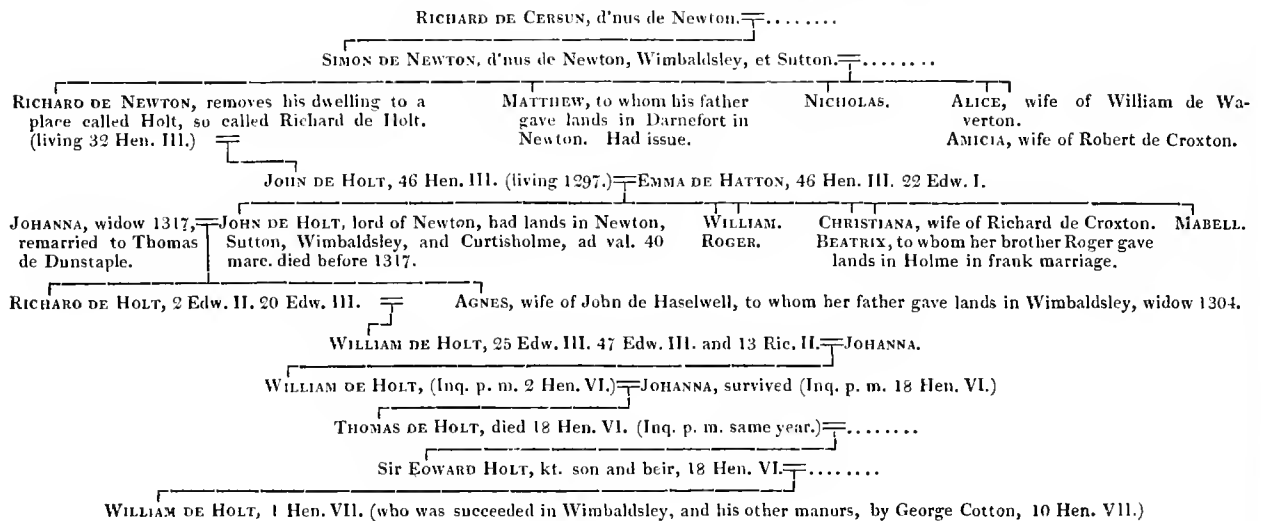 RICHARD DE CERSUN, d'nus de Newton.........
SIMON DE NEWTON, d'nus de Newton, Wimbaldsley, et Sutton.........
RICHARD DE NEWTON, removes his dwelling to a
place called Holt, so called Richard de Holt.
(living 32 Hen. III.)
MATTHEW, to whom his father
gave lands in Darnefort in
Newton. Had issue.
NICHOLAS.
ALICE, wife of William de Wa-
verton.
AMICIA, wife of Robert de Croxton.
JOHN DE HOLT, 46 Hen. III. (living 1297.) EMMA DE HATTON, 46 Hen. III. 22 Edw. I.
JOHANNA, widow 1317,
remarried to Thomas
de Dunstaple.
JOHN DE HOLT, lord of Newton, had lands in Newton,
Sutton, Wimbaldsley, and Curtisholme, ad val. 40
marc. died before 1317.
WILLIAM.
ROGER.
CHRISTIANA, wife of Richard de Croxton.
BEATRIX, to whom her brother Roger gave
lands in Holme in frank marriage.
MABELL.
RICHARD DE HOLT, 2 Edw. II. 20 Edw. III.
AGNES, wife of John de Haselwell, to whom her father gave lands in Wimbaldsley, widow 1304.
WILLIAM DE HOLT, 25 Edw. III. 47 Edw. III. and 13 Ric. II. JOHANNA.
WILLIAM DE HOLT, (Inq. p. m. 2 Hen. VI.) JOHANNA, survived (Inq. p. m. 18 Hen. VI.)
THOMAS DE HOLT, died 18 Hen. VI. (Inq. p. m. same year.)........
Sir EDWARD HOLT, kt. son and heir, 18 Hen. VI.........
WILLIAM DE HOLT, 1 Hen. VII. (who was succeeded in Wimbaldsley, and his other manors, by George Cotton, 10 Hen. VII.)